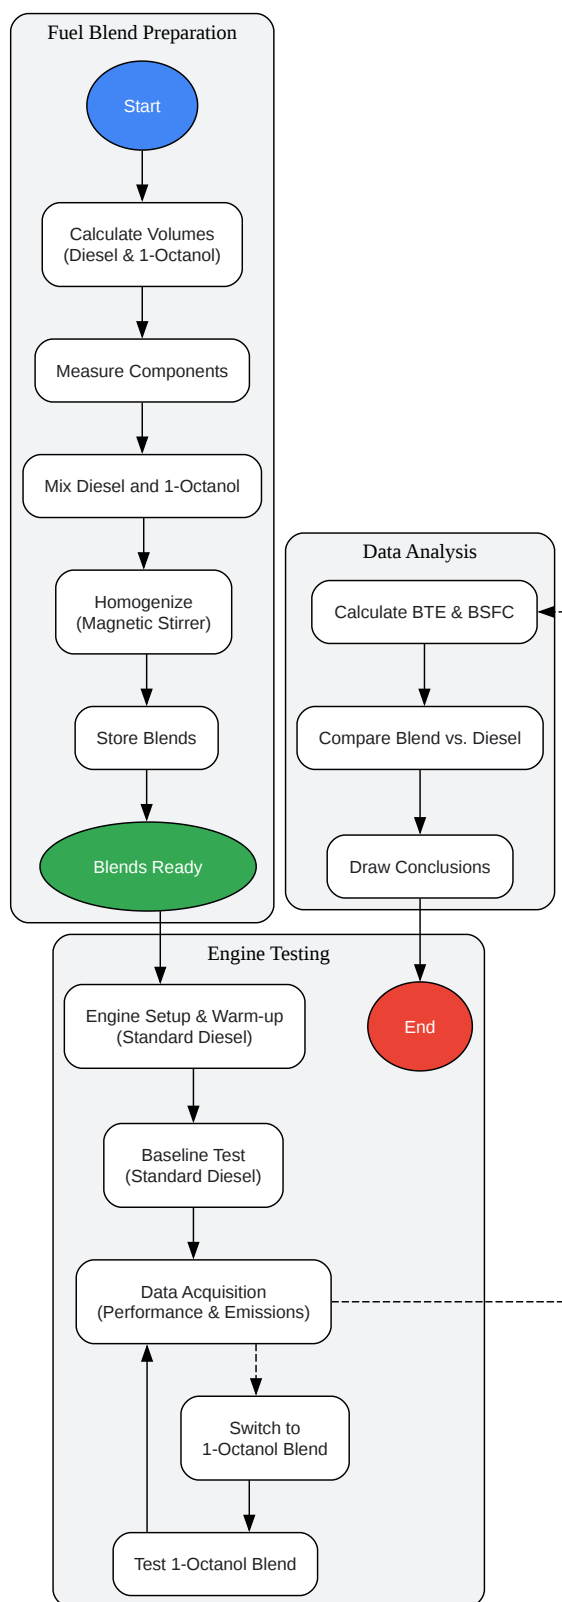 Fuel Blend Preparation
Start
Calculate Volumes
(Diesel & 1-Octanol)
Measure Components
Mix Diesel and 1-Octanol
Homogenize
(Magnetic Stirrer)
Store Blends
Blends Ready
Data Analysis
Calculate BTE & BSFC
Compare Blend vs. Diesel
Draw Conclusions
End
Engine Testing
Engine Setup & Warm-up
(Standard Diesel)
Baseline Test
(Standard Diesel)
Data Acquisition
(Performance & Emissions)
Switch to
1-Octanol Blend
Test 1-Octanol Blend